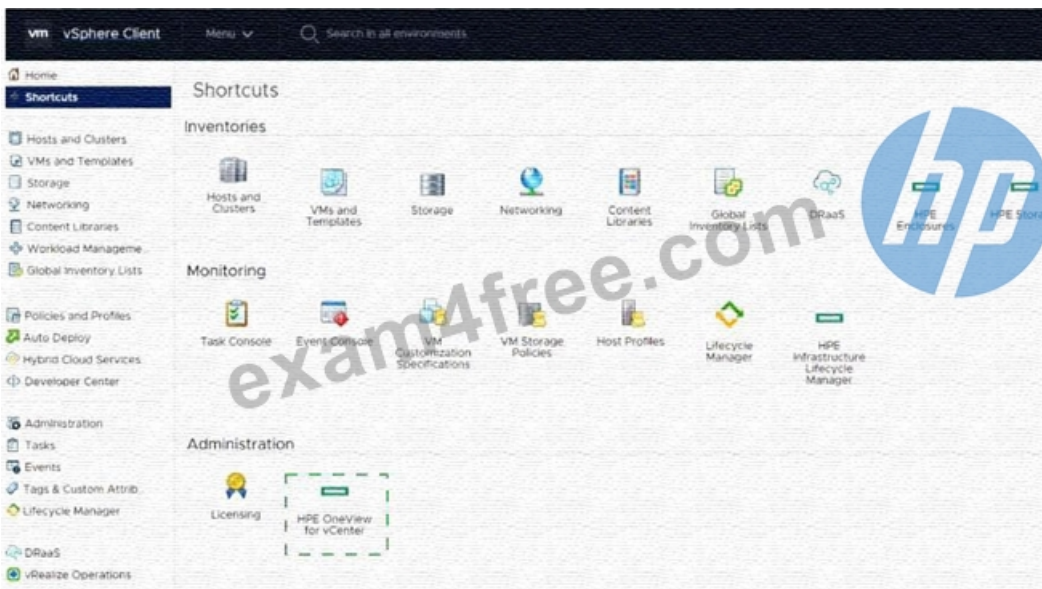 vm vSphere Client Menu Search in all environments
Home
Shortcuts
Hosts and Clusters
VMs and Templates
Storage
Networking
Content Libraries
Workload Manageme..
Global Inventory Lists
Policies and Profiles
Auto Deploy
Hybrid Cloud Services
Developer Center
Administration
Tasks
Events
Tags & Custom Attrib..
Lifecycle Manager
DRaaS
vRealize Operations
Shortcuts
Inventories
Hosts and
Clusters
VMs and
Templates
Storage
Networking
Content
Libraries
Global
Inventory Lists
DRaaS
HPE
Enclosures
HPE Stora
Monitoring
Task Console
Event Console
VM
Customization
Specifications
VM Storage
Policies
Host Profiles
Lifecycle
Manager
HPE
Infrastructure
Lifecycle
Manager
Administration
Licensing
HPE OneView
for vCenter
exam4free.com
hp